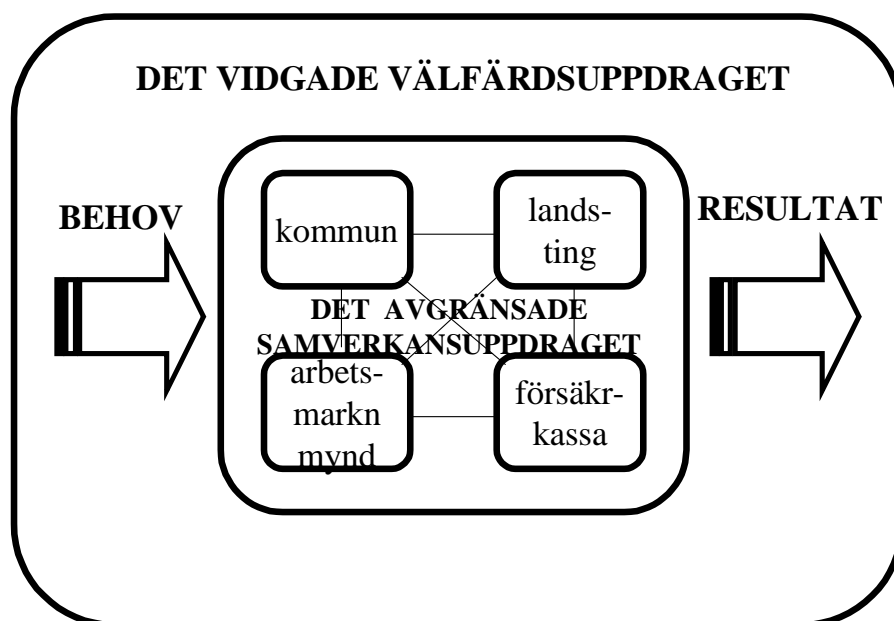 DET VIDGADE VÄLFÄRDSUPPDRAGET
BEHOV
kommun
lands-
ting
RESULTAT
DET AVGRÄNSADE
SAMVERKANSUPPDRAGET
arbets-
markn
mynd
försäkr-
kassa